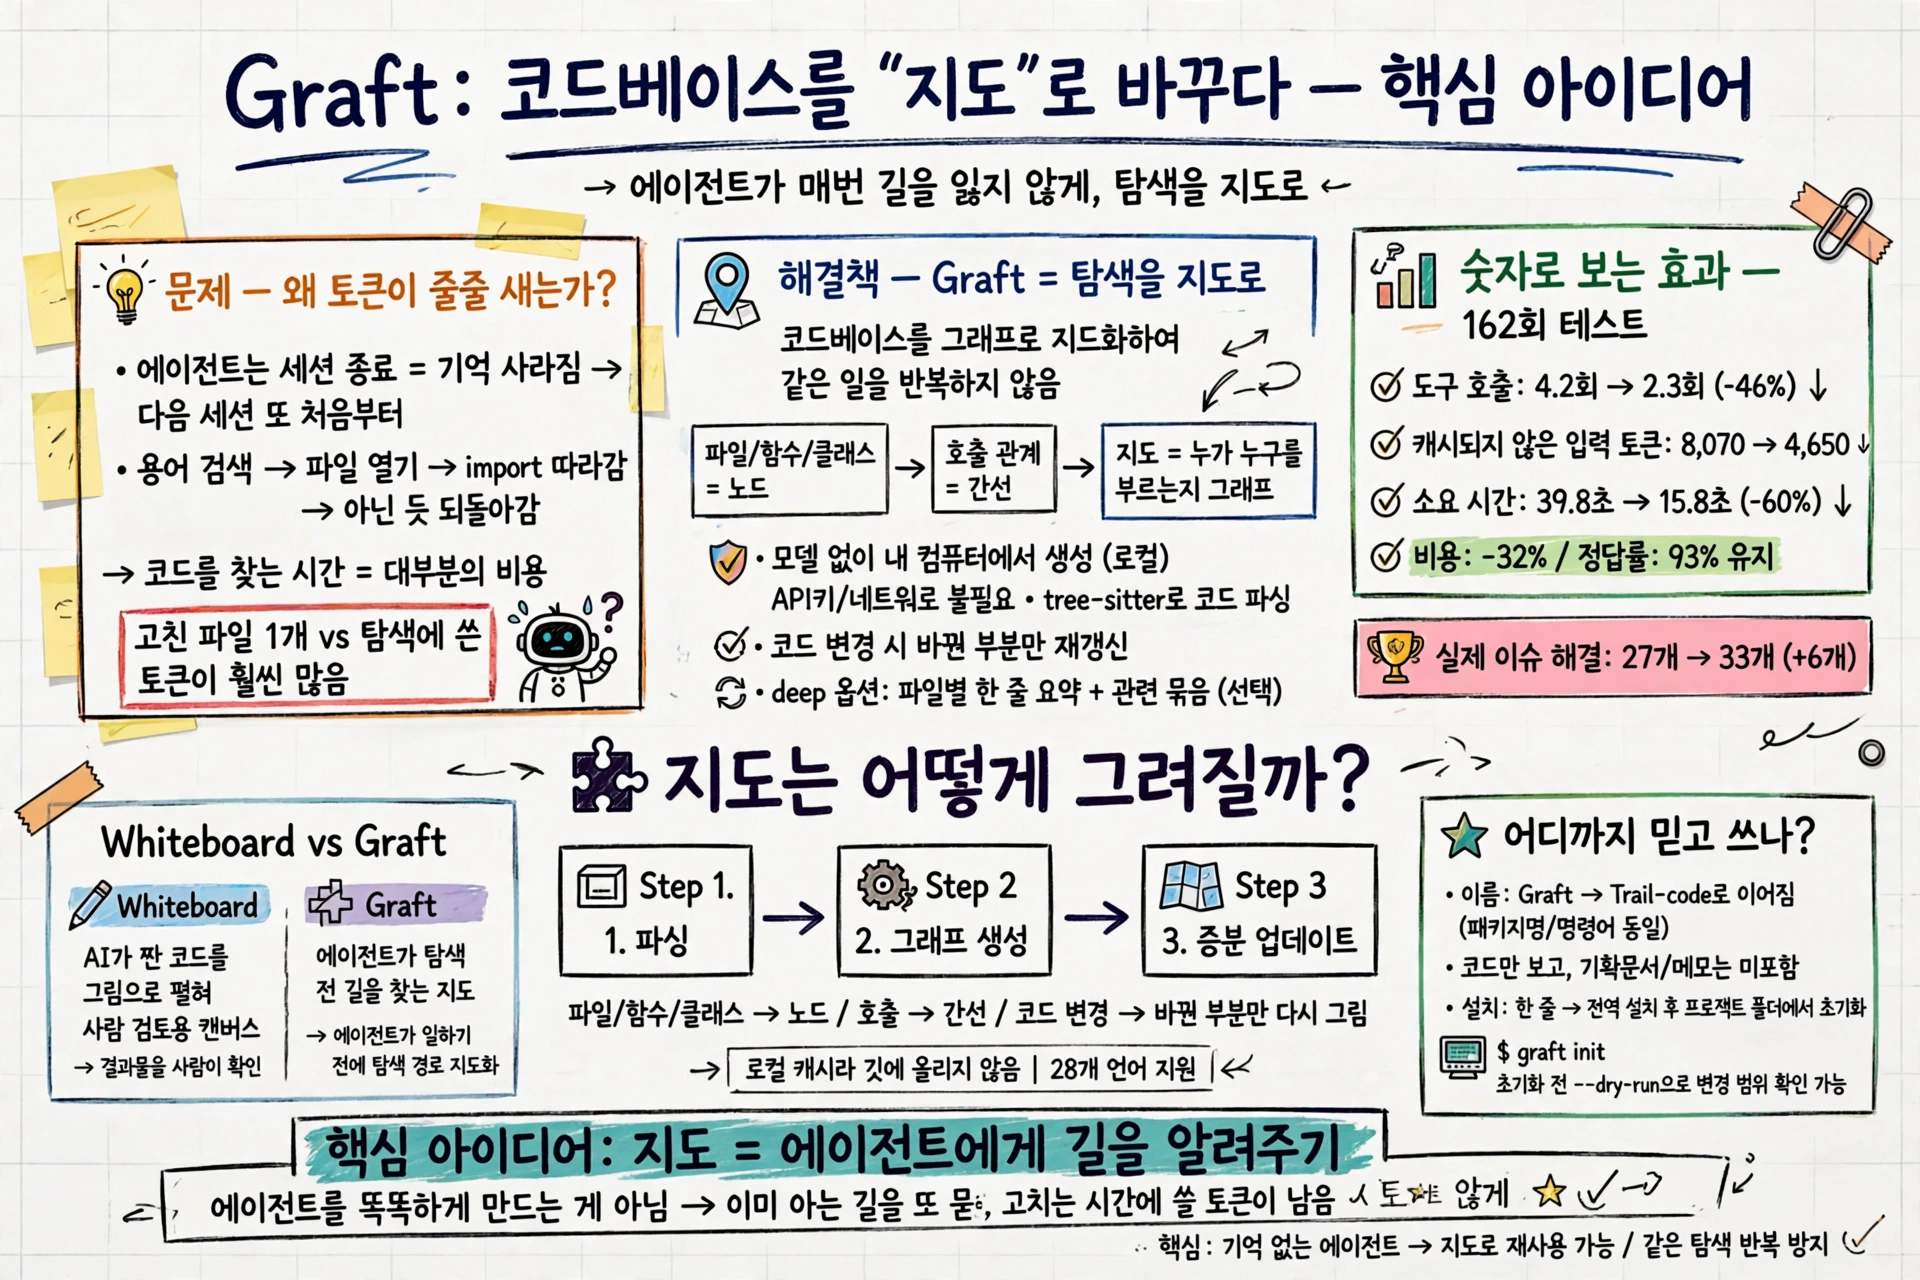 Graft: 코드베이스를 “지도”로 바꾸다 – 핵심 아이디어
→ 에이전트가 매번 길을 잃지 않게, 탐색을 지도로 ←
문제 – 왜 토큰이 줄줄 새는가?
• 에이전트는 세션 종료 = 기억 사라짐 →
다음 세션 또 처음부터
• 용어 검색 → 파일 열기 → import 따라감
→ 아닌 듯 되돌아감
→ 코드를 찾는 시간 = 대부분의 비용
고친 파일 1개 vs 탐색에 쓴
토큰이 훨씬 많음
?
해결책 – Graft = 탐색을 지도로
코드베이스를 그래프로 지드화하여
같은 일을 반복하지 않음
파일/함수/클래스
= 노드
→
호출 관계
= 간선
→
지도 = 누가 누구를
부르는지 그래프
• 모델 없이 내 컴퓨터에서 생성 (로컬)
API키/네트워로 불필요 • tree-sitter로 코드 파싱
• 코드 변경 시 바뀐 부분만 재갱신
• deep 옵션: 파일별 한 줄 요약 + 관련 묶음 (선택)
숫자로 보는 효과 –
162회 테스트
도구 호출: 4.2회 → 2.3회 (-46%) ↓
캐시되지 않은 입력 토큰: 8,070 → 4,650 ↓
소요 시간: 39.8초 → 15.8초 (-60%) ↓
비용: -32% / 정답률: 93% 유지
실제 이슈 해결: 27개 → 33개 (+6개)
지도는 어떻게 그려질까?
Whiteboard vs Graft
Whiteboard
AI가 짠 코드를
그림으로 펼혀
사람 검토용 캔버스
→ 결과물을 사람이 확인
Graft
에이전트가 탐색
전 길을 찾는 지도
→ 에이전트가 일하기
전에 탐색 경로 지도화
Step 1.
1. 파싱
Step 2
2. 그래프 생성
Step 3
3. 증분 업데이트
파일/함수/클래스 → 노드 / 호출 → 간선 / 코드 변경 → 바뀐 부분만 다시 그림
→ 로컬 캐시라 깃에 올리지 않음 | 28개 언어 지원 ←
어디까지 믿고 쓰나?
• 이름: Graft → Trail-code로 이어짐
(패키지명/명령어 동일)
• 코드만 보고, 기획문서/메모는 미포함
• 설치: 한 줄 → 전역 설치 후 프로잭트 폴더에서 초기화
$ graft init
초기화 전 --dry-run으로 변경 범위 확인 가능
핵심 아이디어: 지도 = 에이전트에게 길을 알려주기
에이전트를 똑똑하게 만드는 게 아님 → 이미 아는 길을 또 , 고치는 시간에 쓸 토큰이 남음 않게
핵심: 기억 없는 에이전트 → 지도로 재사용 가능 / 같은 탐색 반복 방지